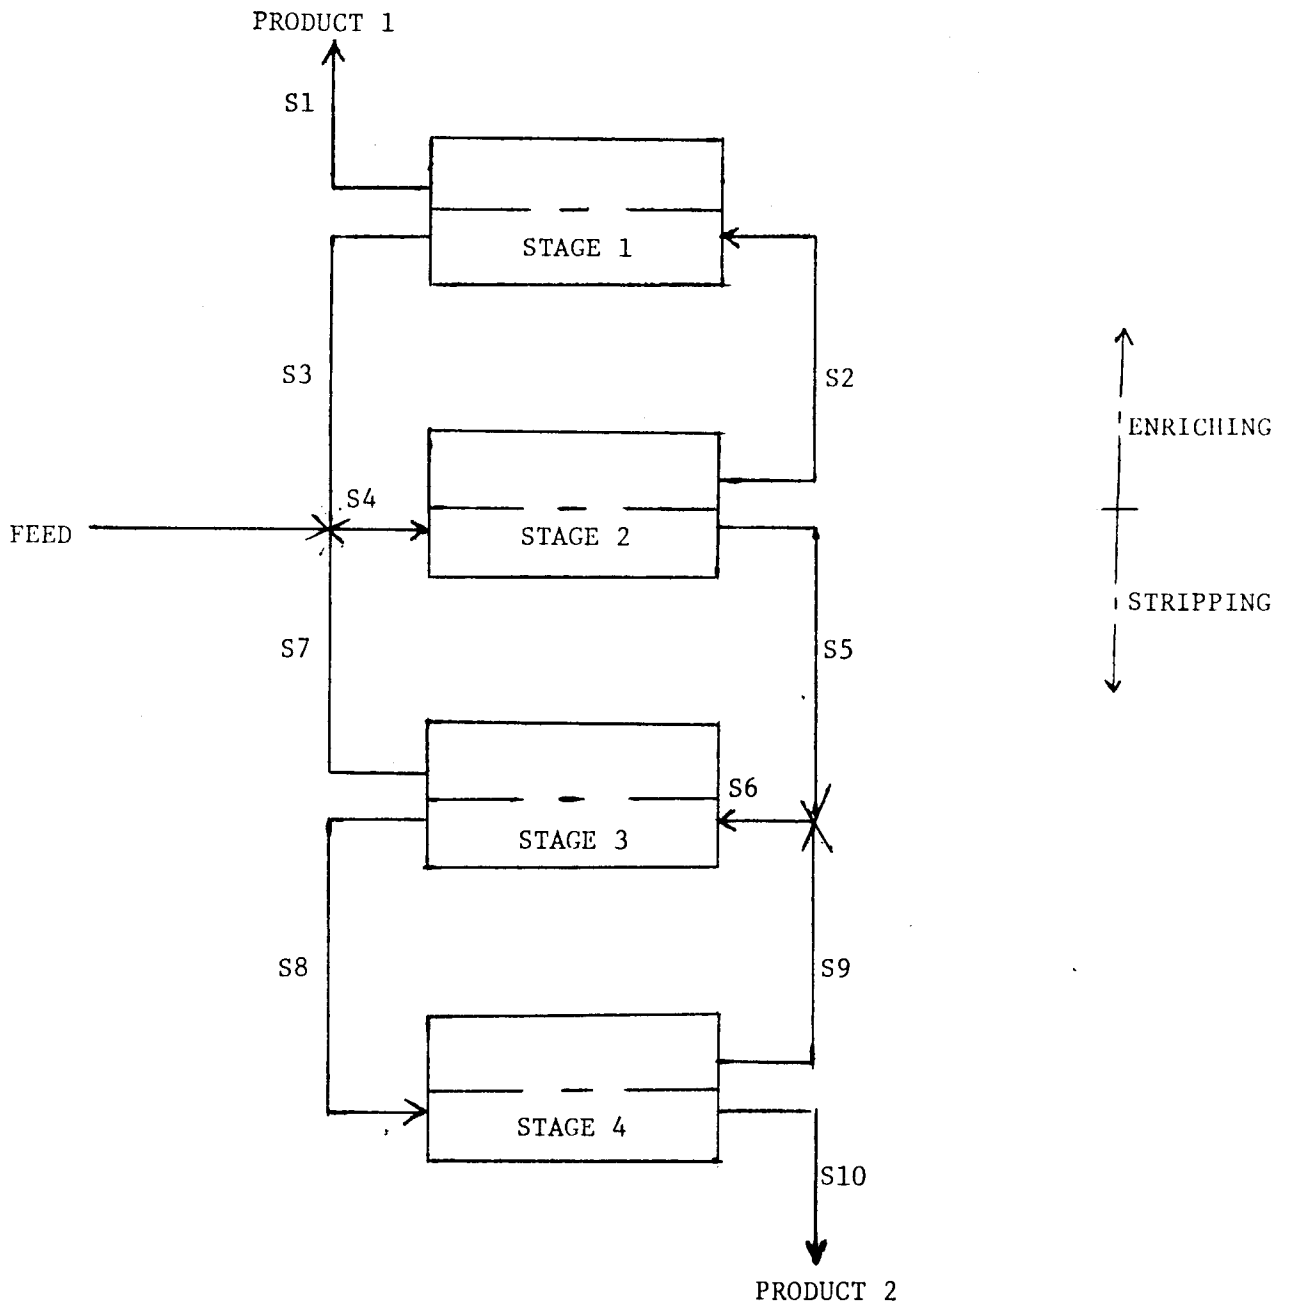 PRODUCT 1
S1
STAGE 1
S3
S2
ENRICHING
S4
FEED
STAGE 2
STRIPPING
S7
S5
S6
STAGE 3
S8
S9
STAGE 4
S10
PRODUCT 2